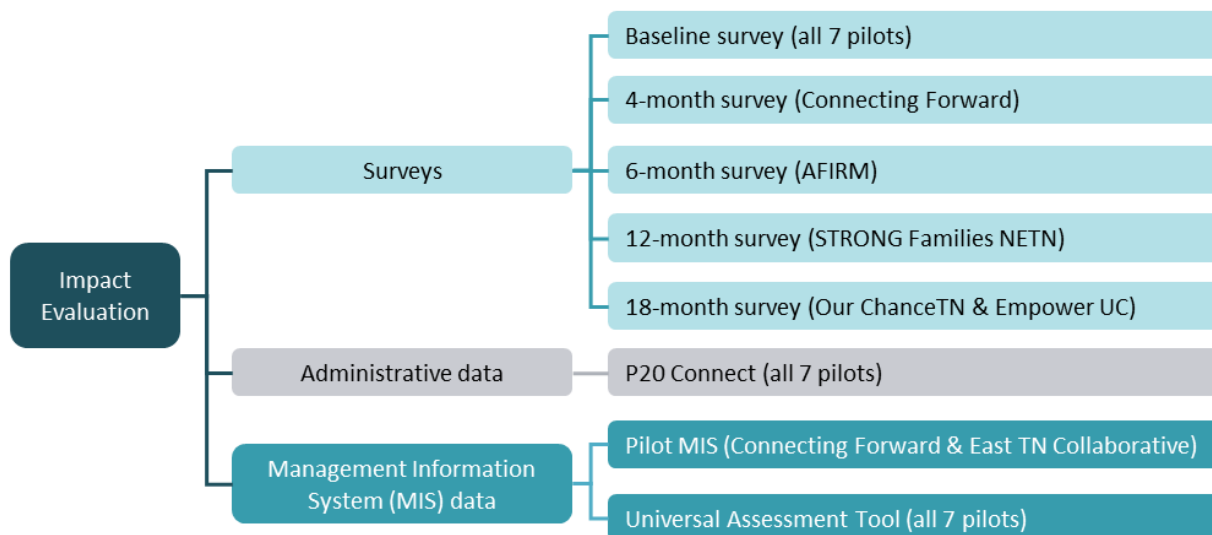 Impact
Evaluation
Surveys
Baseline survey (all 7 pilots)
4-month survey (Connecting Forward)
6-month survey (AFIRM)
12-month survey (STRONG Families NETN)
18-month survey (Our ChanceTN & Empower UC)
Administrative data
P20 Connect (all 7 pilots)
Management Information
System (MIS) data
Pilot MIS (Connecting Forward & East TN Collaborative)
Universal Assessment Tool (all 7 pilots)